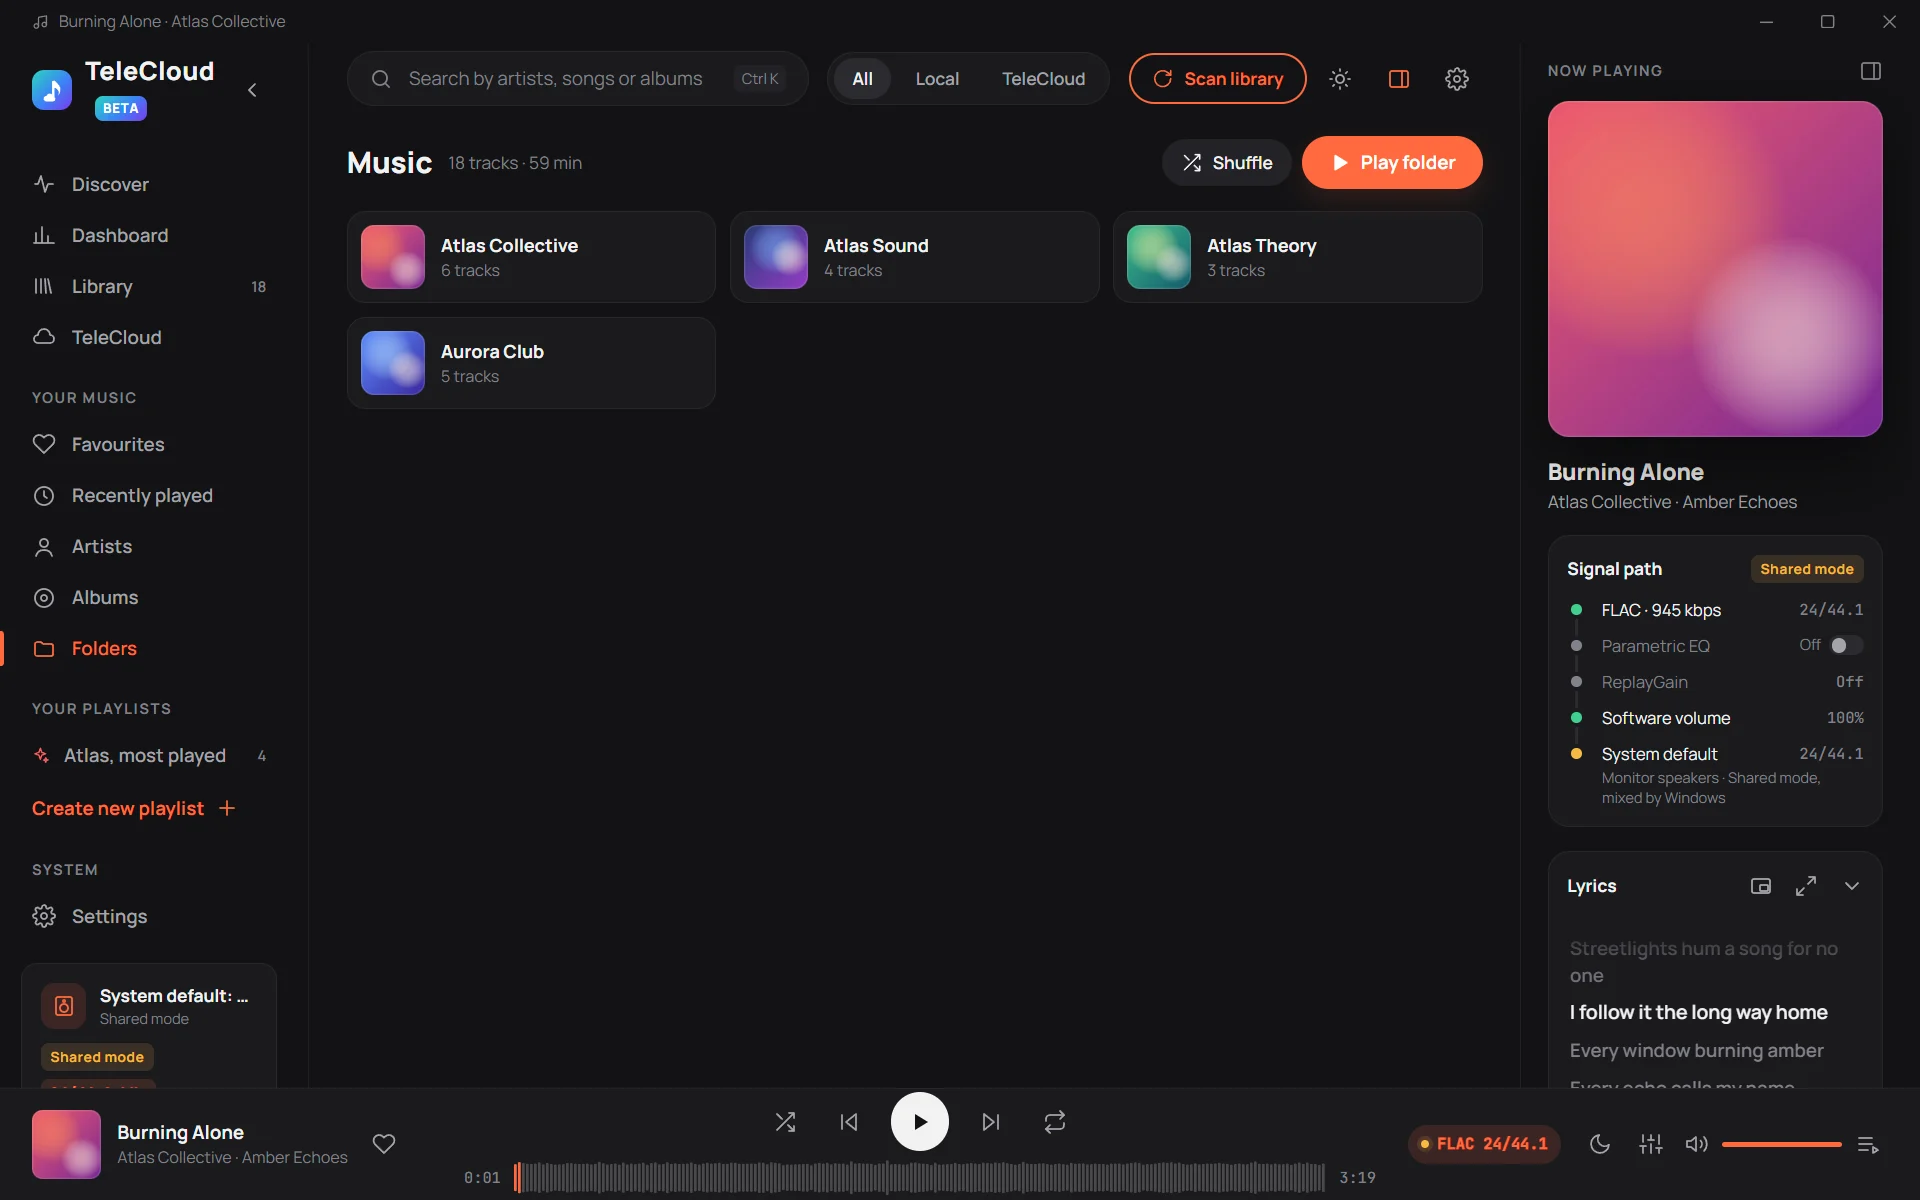 Burning Alone · Atlas Collective
TeleCloud
BETA
Discover
Dashboard
Library 18
TeleCloud
YOUR MUSIC
Favourites
Recently played
Artists
Albums
Folders
YOUR PLAYLISTS
Atlas, most played 4
Create new playlist
SYSTEM
Settings
System default: ...
Shared mode
Shared mode
Search by artists, songs or albums Ctrl K
All Local TeleCloud
Scan library
Music 18 tracks · 59 min
Shuffle
Play folder
Atlas Collective
6 tracks
Atlas Sound
4 tracks
Atlas Theory
3 tracks
Aurora Club
5 tracks
NOW PLAYING
Burning Alone
Atlas Collective · Amber Echoes
Signal path Shared mode
FLAC · 945 kbps 24/44.1
Parametric EQ Off
ReplayGain Off
Software volume 100%
System default 24/44.1
Monitor speakers · Shared mode,
mixed by Windows
Lyrics
Streetlights hum a song for no
one
I follow it the long way home
Every window burning amber
Every echo calls my name
Burning Alone
Atlas Collective · Amber Echoes
0:01
3:19
FLAC 24/44.1